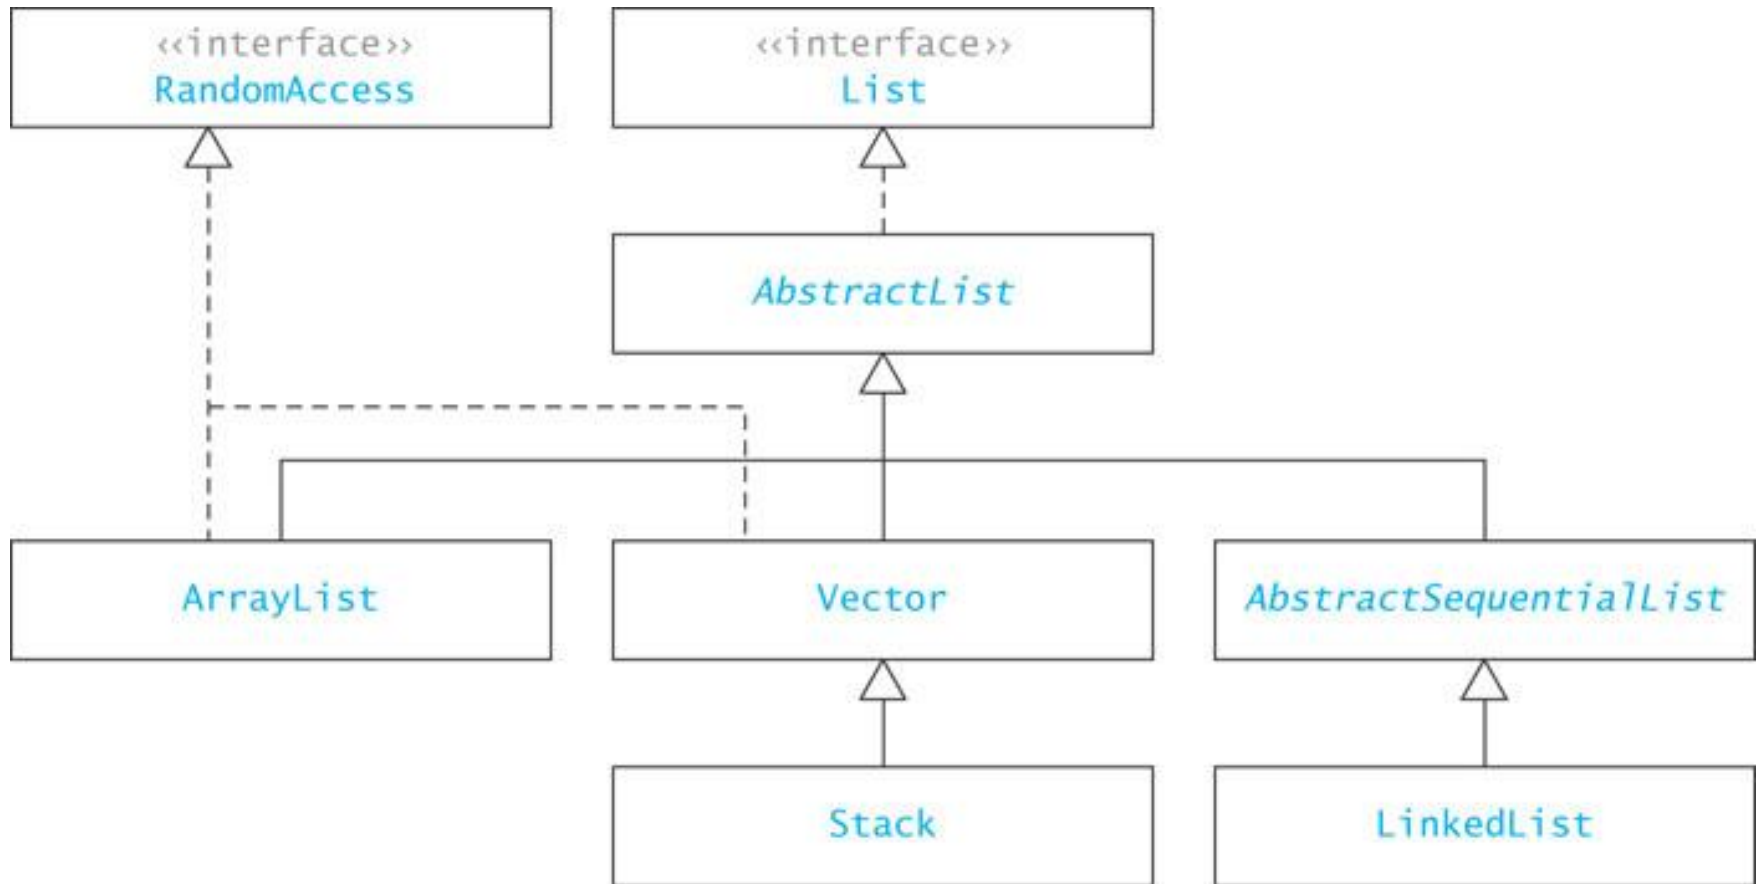 ‹‹interface››
RandomAccess
‹‹interface››
List
AbstractList
ArrayList
Vector
AbstractSequentialList
Stack
LinkedList